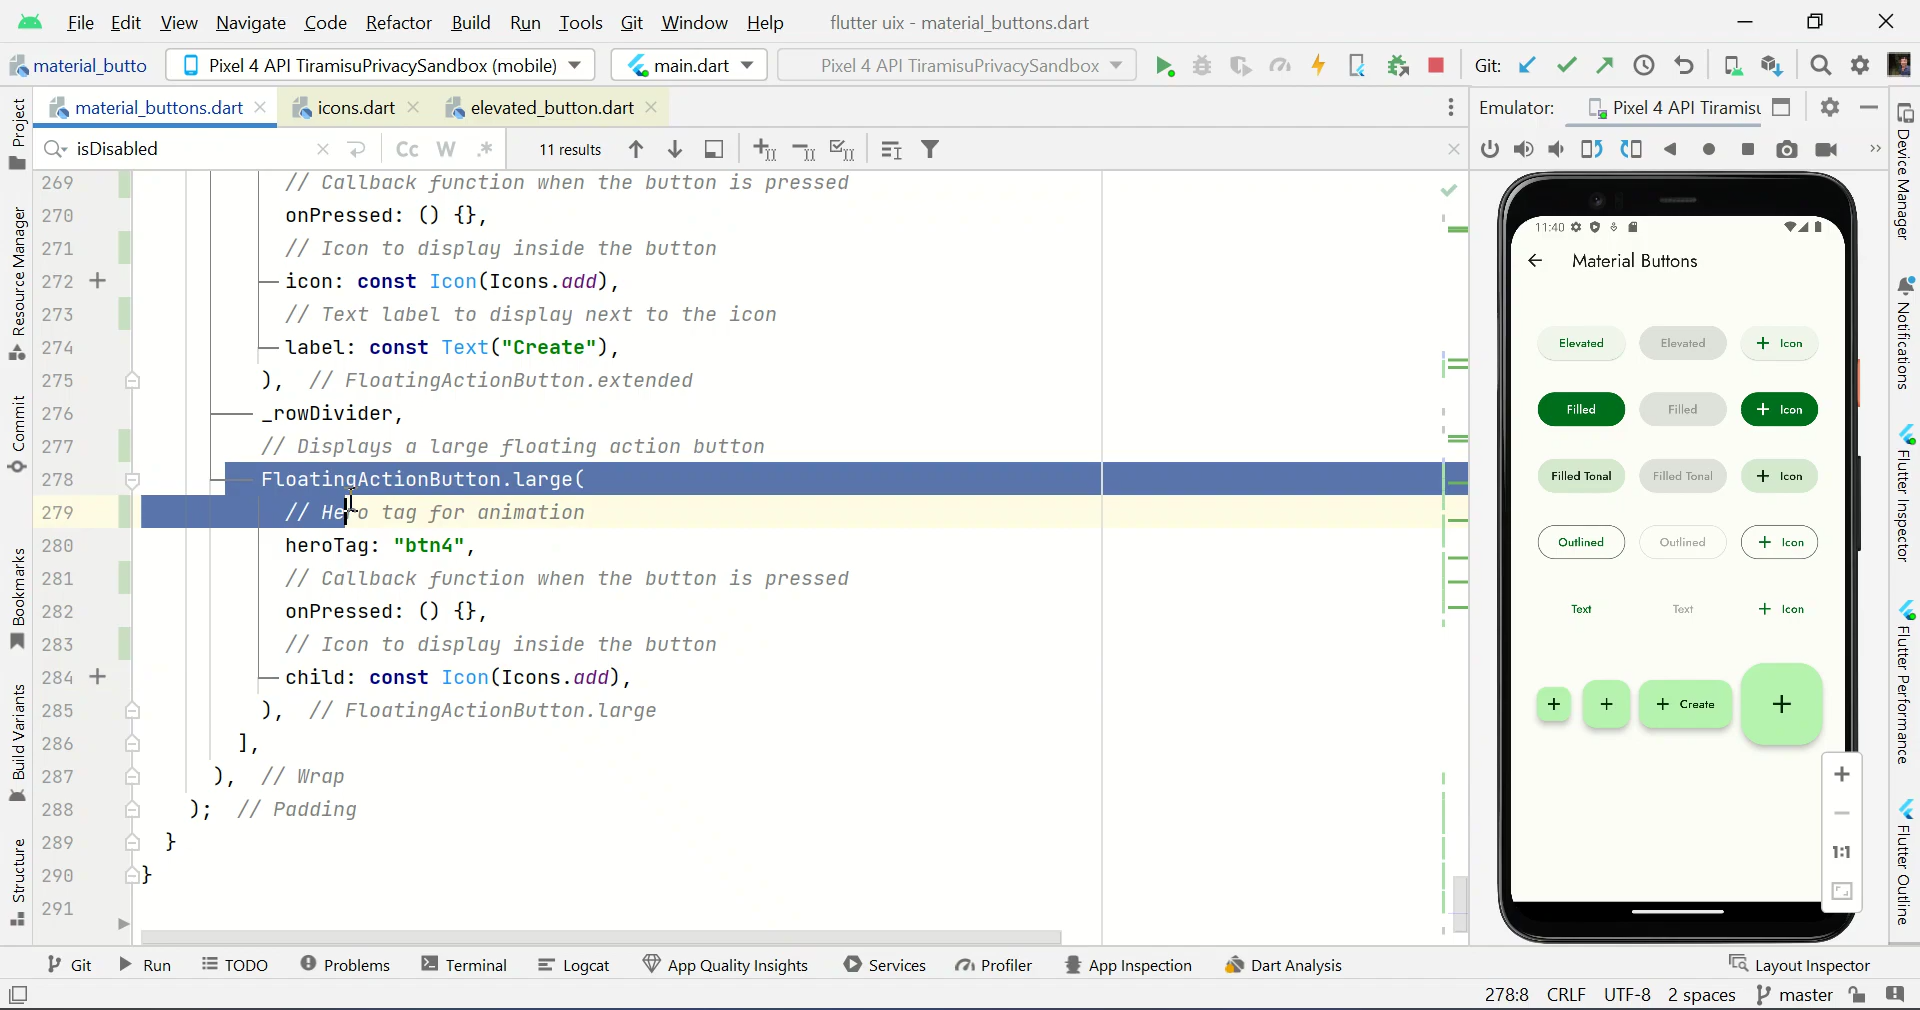 File Edit View Navigate Code Refactor Build Run Tools Git Window Help flutter uix - material_buttons.dart
material_butto Pixel 4 API TiramisuPrivacySandbox (mobile) main.dart Pixel 4 API TiramisuPrivacySandbox Git:
material_buttons.dart icons.dart elevated_button.dart Emulator: Pixel 4 API Tiramisu
isDisabled Cc W .* 11 results
269 // Callback function when the button is pressed
270 onPressed: () {},
271 // Icon to display inside the button
272 icon: const Icon(Icons.add),
273 // Text label to display next to the icon
274 label: const Text("Create"),
275 ), // FloatingActionButton.extended
276 _rowDivider,
277 // Displays a large floating action button
278 FloatingActionButton.large(
279 // Hero tag for animation
280 heroTag: "btn4",
281 // Callback function when the button is pressed
282 onPressed: () {},
283 // Icon to display inside the button
284 child: const Icon(Icons.add),
285 ), // FloatingActionButton.large
286 ],
287 ), // Wrap
288 ); // Padding
289 }
290 }
291
Project
Resource Manager
Commit
Bookmarks
Build Variants
Structure
11:40
Material Buttons
Elevated Elevated + Icon
Filled Filled + Icon
Filled Tonal Filled Tonal + Icon
Outlined Outlined + Icon
Text Text + Icon
+ + + Create +
1:1
Device Manager
Notifications
Flutter Inspector
Flutter Performance
Flutter Outline
Git Run TODO Problems Terminal Logcat App Quality Insights Services Profiler App Inspection Dart Analysis Layout Inspector
278:8 CRLF UTF-8 2 spaces master